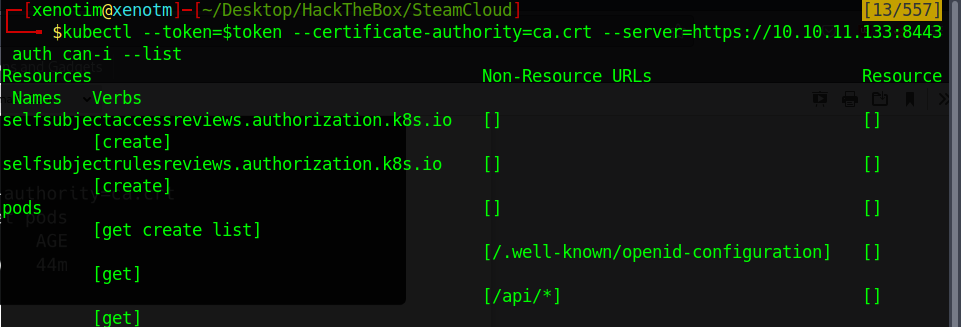 [xenotim@xenotm]-[~/Desktop/HackTheBox/SteamCloud] [13/557]
$kubectl --token=$token --certificate-authority=ca.crt --server=https://10.10.11.133:8443
auth can-i --list
Resources Non-Resource URLs Resource
Names Verbs
selfsubjectaccessreviews.authorization.k8s.io [] []
[create]
selfsubjectrulesreviews.authorization.k8s.io [] []
[create]
authority=ca.crt
pods [] []
pods
[get create list]
AGE
[/.well-known/openid-configuration] []
44m
[get]
[/api/*] []
[get]